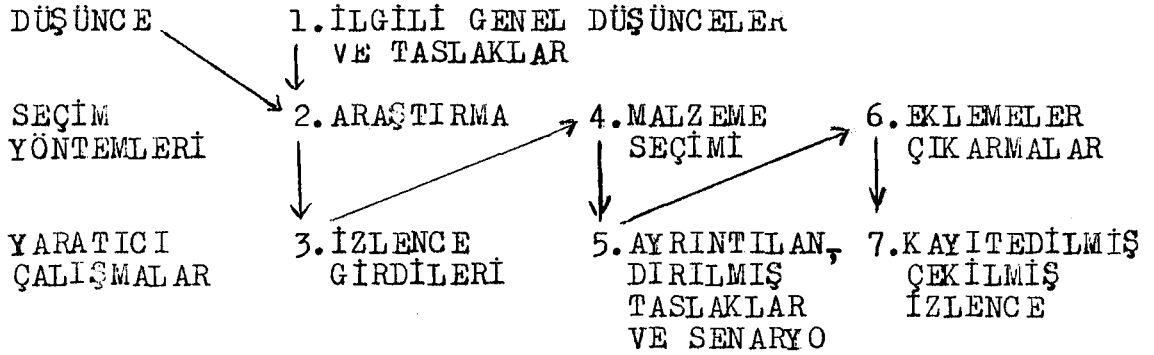 DÜŞÜNCE 1.İLGİLİ GENEL DÜŞÜNCELER
VE TASLAKLAR
SEÇİM 2.ARAŞTIRMA 4.MALZEME 6.EKLEMELER
YÖNTEMLERİ SEÇİMİ ÇIKARMALAR
YARATICI 3.İZLENCE 5.AYRINTILAN- 7.KAYITEDİLMİŞ
ÇALIŞMALAR GİRDİLERİ DIRILMIŞ ÇEKİLMİŞ
TASLAKLAR İZLENCE
VE SENARYO